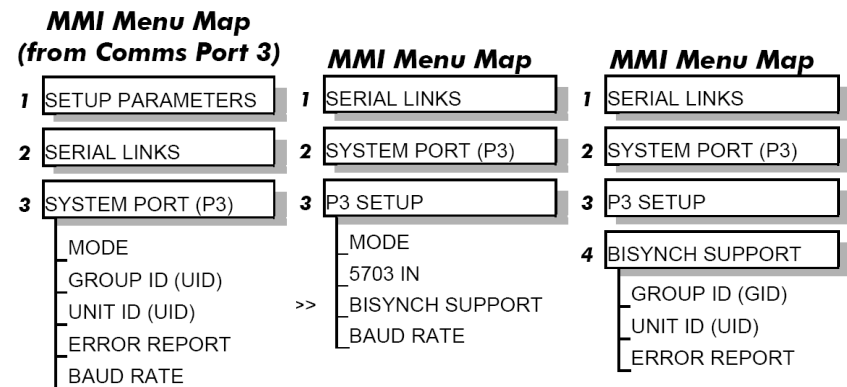 MMI Menu Map
(from Comms Port 3)
1 SETUP PARAMETERS
2 SERIAL LINKS
3 SYSTEM PORT (P3)
MODE
GROUP ID (UID)
UNIT ID (UID)
ERROR REPORT
BAUD RATE
MMI Menu Map
1 SERIAL LINKS
2 SYSTEM PORT (P3)
3 P3 SETUP
MODE
5703 IN
>> BISYNCH SUPPORT
BAUD RATE
MMI Menu Map
1 SERIAL LINKS
2 SYSTEM PORT (P3)
3 P3 SETUP
4 BISYNCH SUPPORT
GROUP ID (GID)
UNIT ID (UID)
ERROR REPORT